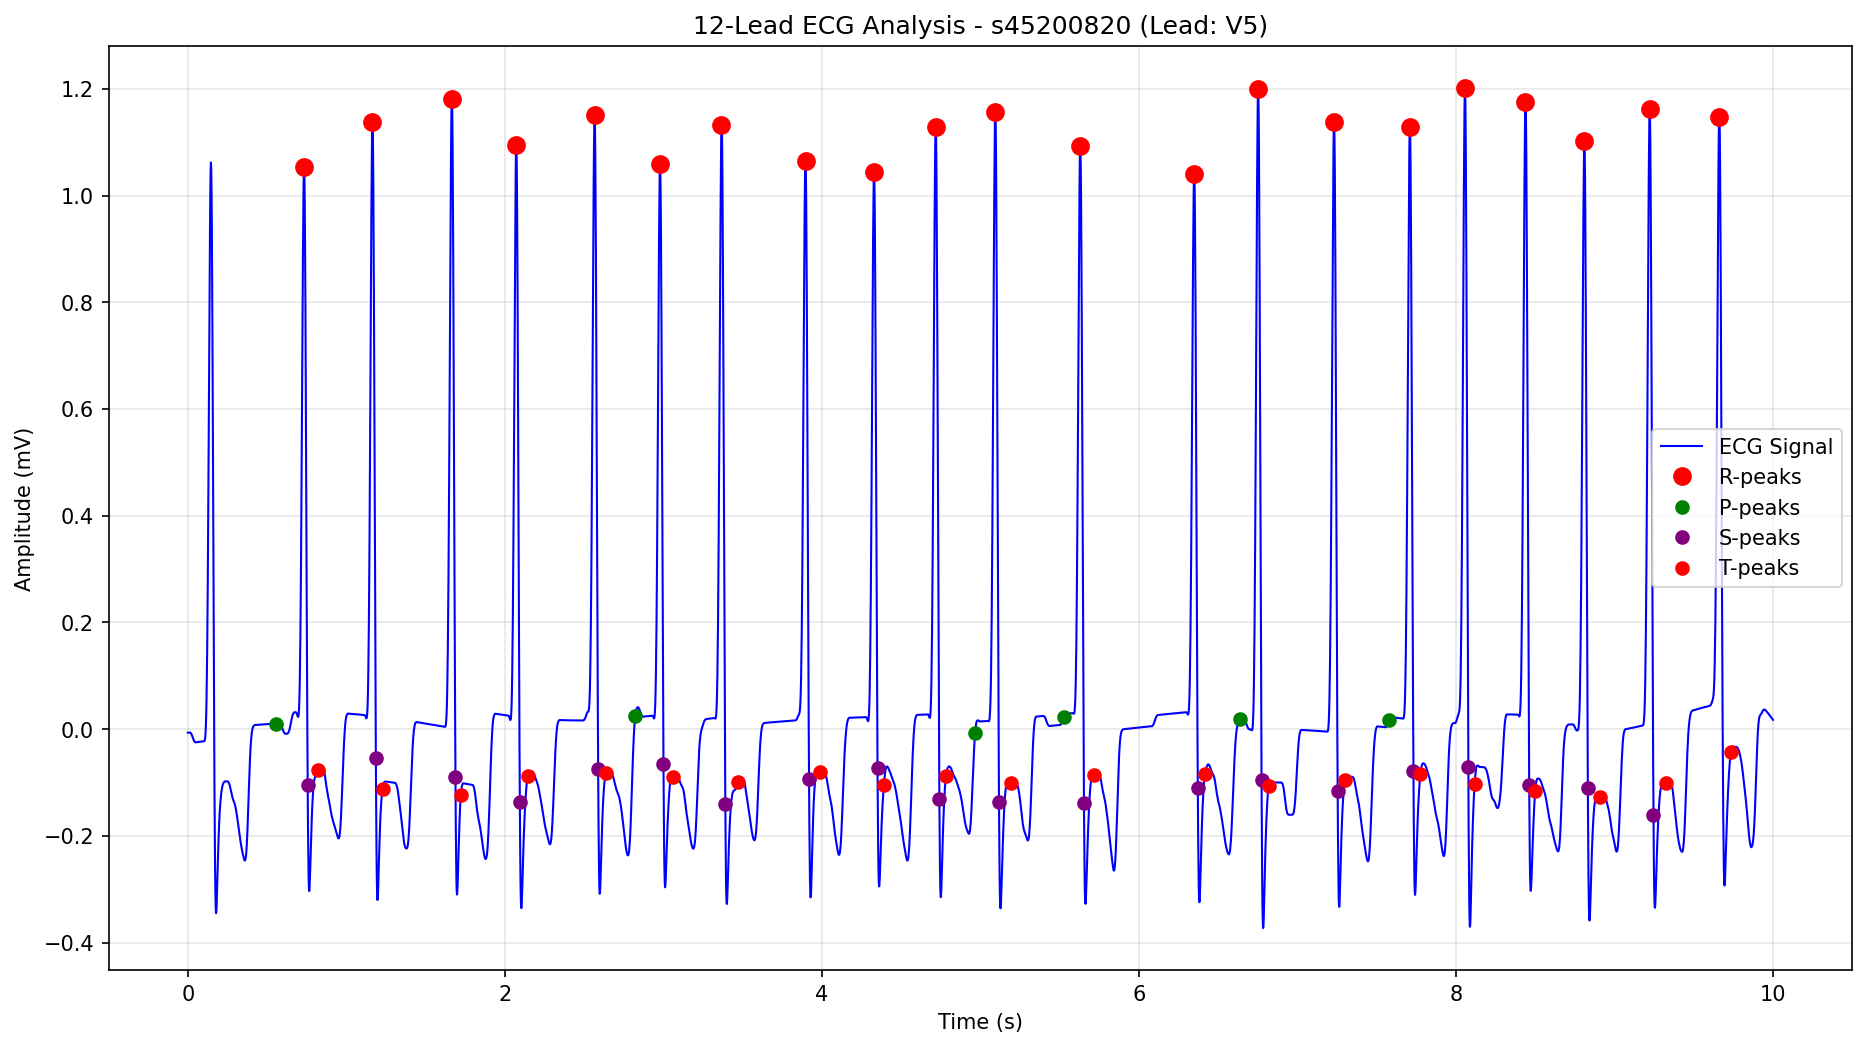 12-Lead ECG Analysis - s45200820 (Lead: V5)
Amplitude (mV)
1.2
1.0
0.8
0.6
0.4
0.2
0.0
−0.2
−0.4
ECG Signal
R-peaks
P-peaks
S-peaks
T-peaks
0 2 4 6 8 10
Time (s)